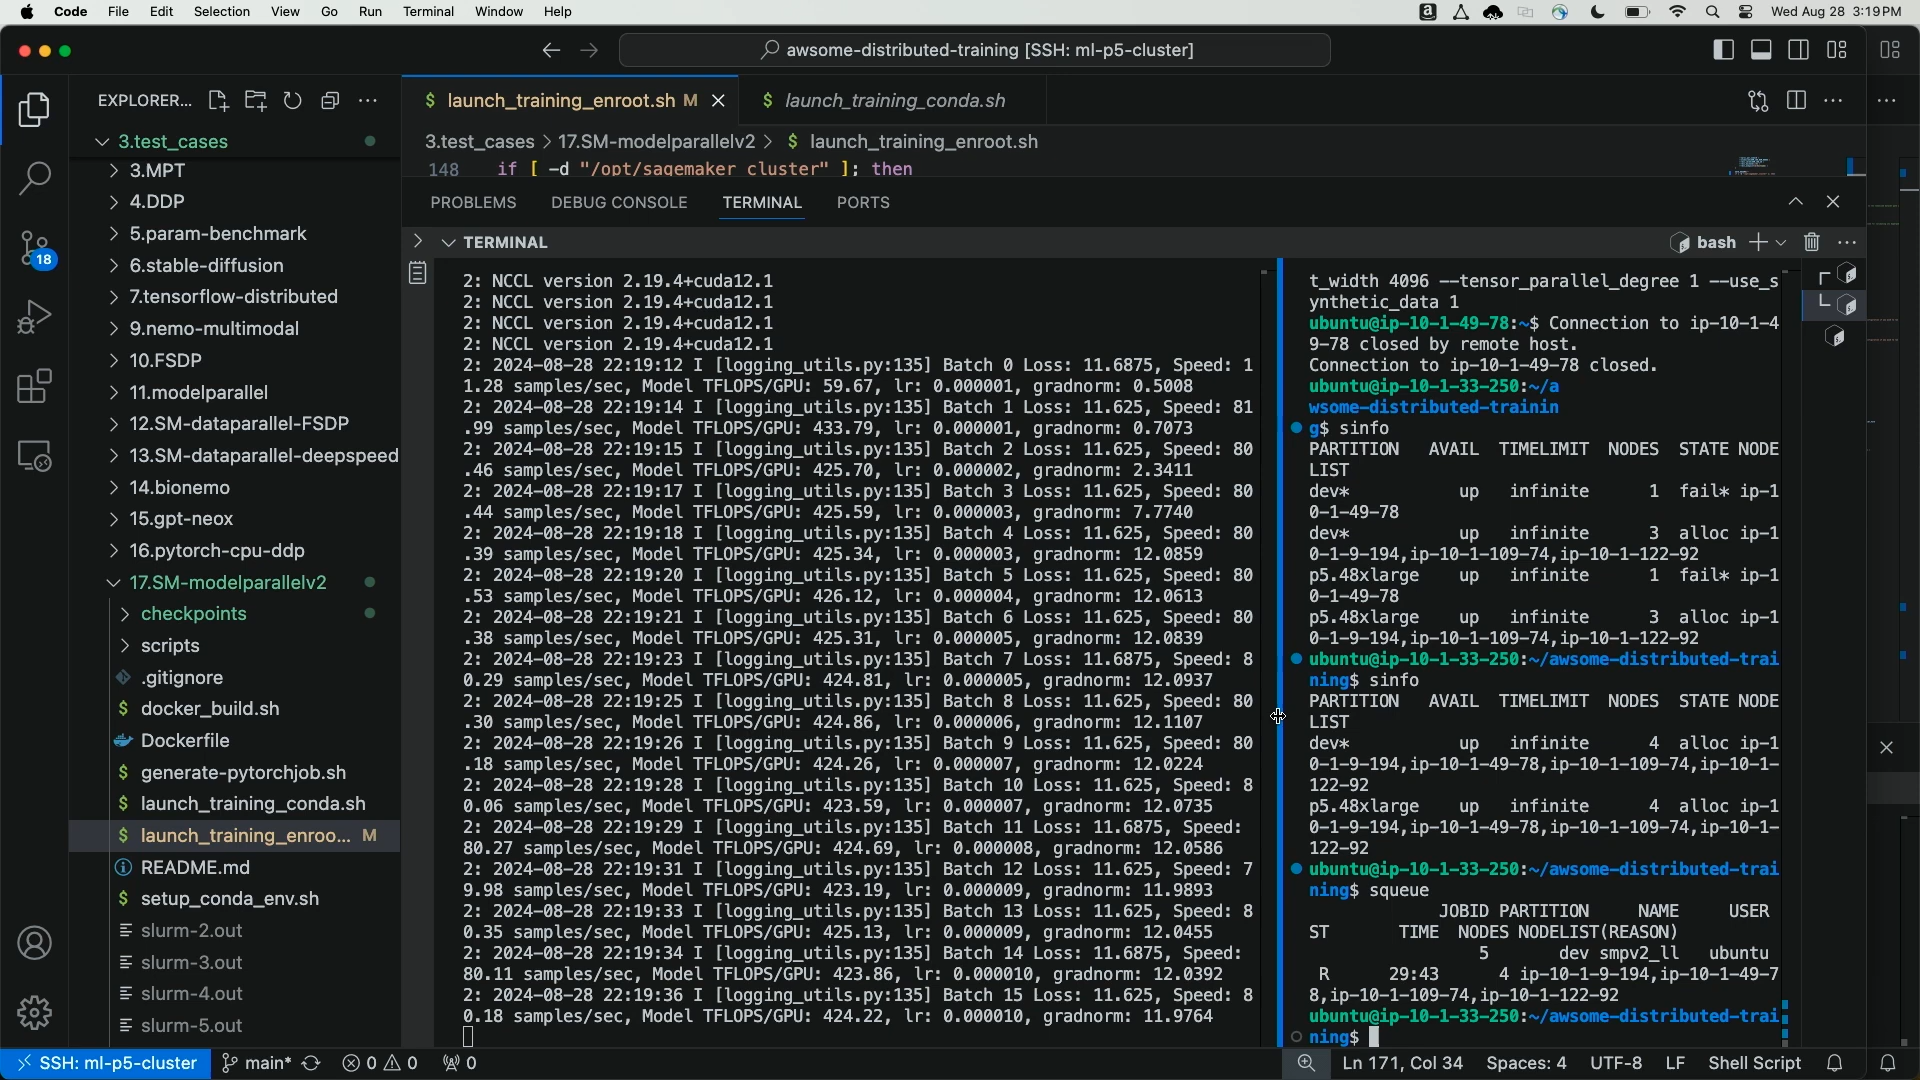 Code File Edit Selection View Go Run Terminal Window Help
Wed Aug 28 3:19 PM
awsome-distributed-training [SSH: ml-p5-cluster]
EXPLORER...
3.test_cases
3.MPT
4.DDP
5.param-benchmark
6.stable-diffusion
7.tensorflow-distributed
9.nemo-multimodal
10.FSDP
11.modelparallel
12.SM-dataparallel-FSDP
13.SM-dataparallel-deepspeed
14.bionemo
15.gpt-neox
16.pytorch-cpu-ddp
17.SM-modelparallelv2
checkpoints
scripts
.gitignore
docker_build.sh
Dockerfile
generate-pytorchjob.sh
launch_training_conda.sh
launch_training_enroo... M
README.md
setup_conda_env.sh
slurm-2.out
slurm-3.out
slurm-4.out
slurm-5.out
18
launch_training_enroot.sh M
launch_training_conda.sh
3.test_cases > 17.SM-modelparallelv2 > $ launch_training_enroot.sh
148 if [ -d "/opt/sagemaker_cluster" ]; then
PROBLEMS DEBUG CONSOLE TERMINAL PORTS
TERMINAL
bash
2: NCCL version 2.19.4+cuda12.1
2: NCCL version 2.19.4+cuda12.1
2: NCCL version 2.19.4+cuda12.1
2: NCCL version 2.19.4+cuda12.1
2: 2024-08-28 22:19:12 I [logging_utils.py:135] Batch 0 Loss: 11.6875, Speed: 1
1.28 samples/sec, Model TFLOPS/GPU: 59.67, lr: 0.000001, gradnorm: 0.5008
2: 2024-08-28 22:19:14 I [logging_utils.py:135] Batch 1 Loss: 11.625, Speed: 81
.99 samples/sec, Model TFLOPS/GPU: 433.79, lr: 0.000001, gradnorm: 0.7073
2: 2024-08-28 22:19:15 I [logging_utils.py:135] Batch 2 Loss: 11.625, Speed: 80
.46 samples/sec, Model TFLOPS/GPU: 425.70, lr: 0.000002, gradnorm: 2.3411
2: 2024-08-28 22:19:17 I [logging_utils.py:135] Batch 3 Loss: 11.625, Speed: 80
.44 samples/sec, Model TFLOPS/GPU: 425.59, lr: 0.000003, gradnorm: 7.7740
2: 2024-08-28 22:19:18 I [logging_utils.py:135] Batch 4 Loss: 11.625, Speed: 80
.39 samples/sec, Model TFLOPS/GPU: 425.34, lr: 0.000003, gradnorm: 12.0859
2: 2024-08-28 22:19:20 I [logging_utils.py:135] Batch 5 Loss: 11.625, Speed: 80
.53 samples/sec, Model TFLOPS/GPU: 426.12, lr: 0.000004, gradnorm: 12.0613
2: 2024-08-28 22:19:21 I [logging_utils.py:135] Batch 6 Loss: 11.625, Speed: 80
.38 samples/sec, Model TFLOPS/GPU: 425.31, lr: 0.000005, gradnorm: 12.0839
2: 2024-08-28 22:19:23 I [logging_utils.py:135] Batch 7 Loss: 11.6875, Speed: 8
0.29 samples/sec, Model TFLOPS/GPU: 424.81, lr: 0.000005, gradnorm: 12.0937
2: 2024-08-28 22:19:25 I [logging_utils.py:135] Batch 8 Loss: 11.625, Speed: 80
.30 samples/sec, Model TFLOPS/GPU: 424.86, lr: 0.000006, gradnorm: 12.1107
2: 2024-08-28 22:19:26 I [logging_utils.py:135] Batch 9 Loss: 11.625, Speed: 80
.18 samples/sec, Model TFLOPS/GPU: 424.26, lr: 0.000007, gradnorm: 12.0224
2: 2024-08-28 22:19:28 I [logging_utils.py:135] Batch 10 Loss: 11.625, Speed: 8
0.06 samples/sec, Model TFLOPS/GPU: 423.59, lr: 0.000007, gradnorm: 12.0735
2: 2024-08-28 22:19:29 I [logging_utils.py:135] Batch 11 Loss: 11.6875, Speed:
80.27 samples/sec, Model TFLOPS/GPU: 424.69, lr: 0.000008, gradnorm: 12.0586
2: 2024-08-28 22:19:31 I [logging_utils.py:135] Batch 12 Loss: 11.625, Speed: 7
9.98 samples/sec, Model TFLOPS/GPU: 423.19, lr: 0.000009, gradnorm: 11.9893
2: 2024-08-28 22:19:33 I [logging_utils.py:135] Batch 13 Loss: 11.625, Speed: 8
0.35 samples/sec, Model TFLOPS/GPU: 425.13, lr: 0.000009, gradnorm: 12.0455
2: 2024-08-28 22:19:34 I [logging_utils.py:135] Batch 14 Loss: 11.6875, Speed:
80.11 samples/sec, Model TFLOPS/GPU: 423.86, lr: 0.000010, gradnorm: 12.0392
2: 2024-08-28 22:19:36 I [logging_utils.py:135] Batch 15 Loss: 11.625, Speed: 8
0.18 samples/sec, Model TFLOPS/GPU: 424.22, lr: 0.000010, gradnorm: 11.9764
t_width 4096 --tensor_parallel_degree 1 --use_s
ynthetic_data 1
ubuntu@ip-10-1-49-78:~$ Connection to ip-10-1-4
9-78 closed by remote host.
Connection to ip-10-1-49-78 closed.
ubuntu@ip-10-1-33-250:~/a
wsome-distributed-trainin
g$ sinfo
PARTITION AVAIL TIMELIMIT NODES STATE NODE
LIST
dev* up infinite 1 fail* ip-1
0-1-49-78
dev* up infinite 3 alloc ip-1
0-1-9-194,ip-10-1-109-74,ip-10-1-122-92
p5.48xlarge up infinite 1 fail* ip-1
0-1-49-78
p5.48xlarge up infinite 3 alloc ip-1
0-1-9-194,ip-10-1-109-74,ip-10-1-122-92
ubuntu@ip-10-1-33-250:~/awsome-distributed-trai
ning$ sinfo
PARTITION AVAIL TIMELIMIT NODES STATE NODE
LIST
dev* up infinite 4 alloc ip-1
0-1-9-194,ip-10-1-49-78,ip-10-1-109-74,ip-10-1-
122-92
p5.48xlarge up infinite 4 alloc ip-1
0-1-9-194,ip-10-1-49-78,ip-10-1-109-74,ip-10-1-
122-92
ubuntu@ip-10-1-33-250:~/awsome-distributed-trai
ning$ squeue
JOBID PARTITION NAME USER
ST TIME NODES NODELIST(REASON)
5 dev smpv2_ll ubuntu
R 29:43 4 ip-10-1-9-194,ip-10-1-49-7
8,ip-10-1-109-74,ip-10-1-122-92
ubuntu@ip-10-1-33-250:~/awsome-distributed-trai
ning$
SSH: ml-p5-cluster main* 0 0 0 Ln 171, Col 34 Spaces: 4 UTF-8 LF Shell Script